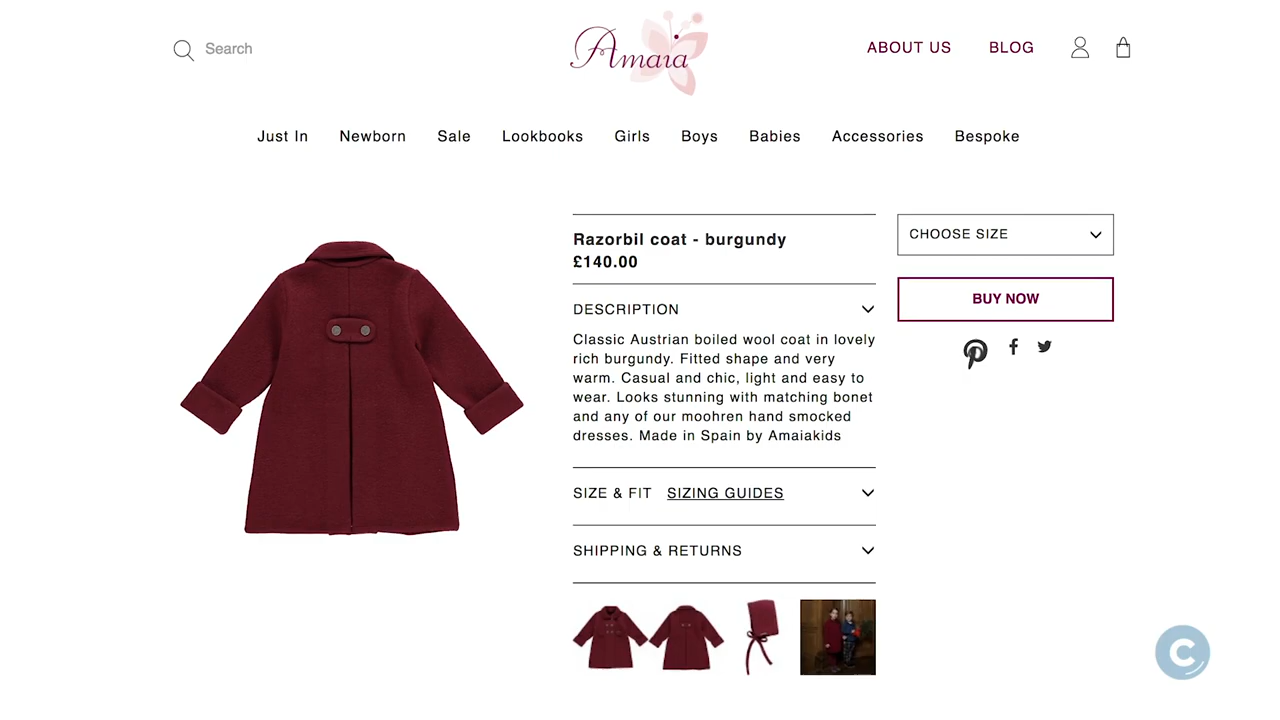 Search
Amaia
ABOUT US
BLOG
Just In
Newborn
Sale
Lookbooks
Girls
Boys
Babies
Accessories
Bespoke
Razorbil coat - burgundy
£140.00
DESCRIPTION
Classic Austrian boiled wool coat in lovely
rich burgundy. Fitted shape and very
warm. Casual and chic, light and easy to
wear. Looks stunning with matching bonet
and any of our moohren hand smocked
dresses. Made in Spain by Amaiakids
SIZE & FIT SIZING GUIDES
SHIPPING & RETURNS
CHOOSE SIZE
BUY NOW
C